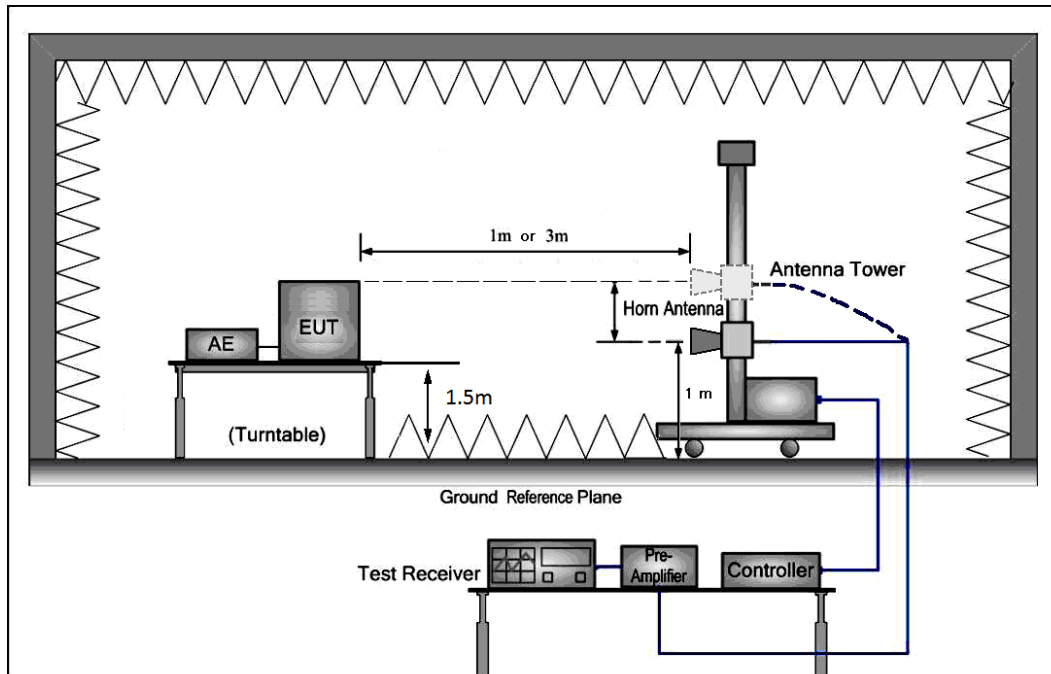 1m or 3m
Antenna Tower
Horn Antenna
EUT
AE
1.5m
1 m
(Turntable)
Ground Reference Plane
Test Receiver
Pre-
Amplifier
Controller